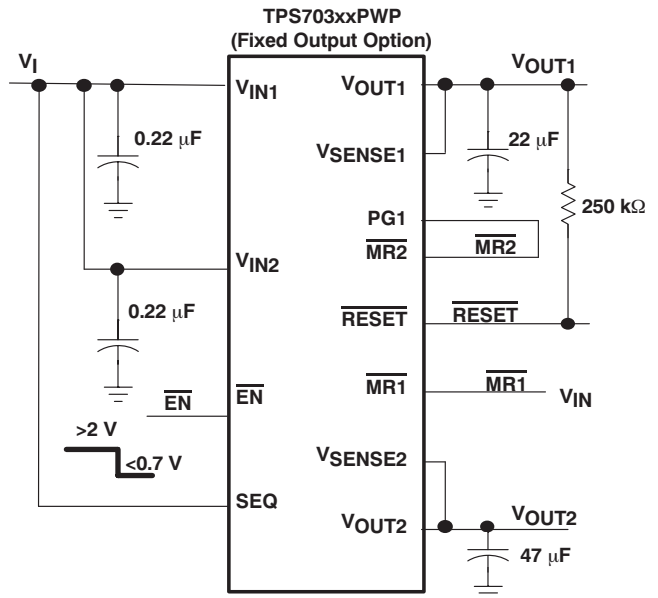 TPS703xxPWP
(Fixed Output Option)
VI
VIN1
VOUT1
VOUT1
0.22 μF
VSENSE1
22 μF
250 kΩ
PG1
MR2
MR2
VIN2
0.22 μF
RESET
RESET
EN
EN
MR1
MR1
VIN
>2 V
<0.7 V
VSENSE2
SEQ
VOUT2
VOUT2
47 μF